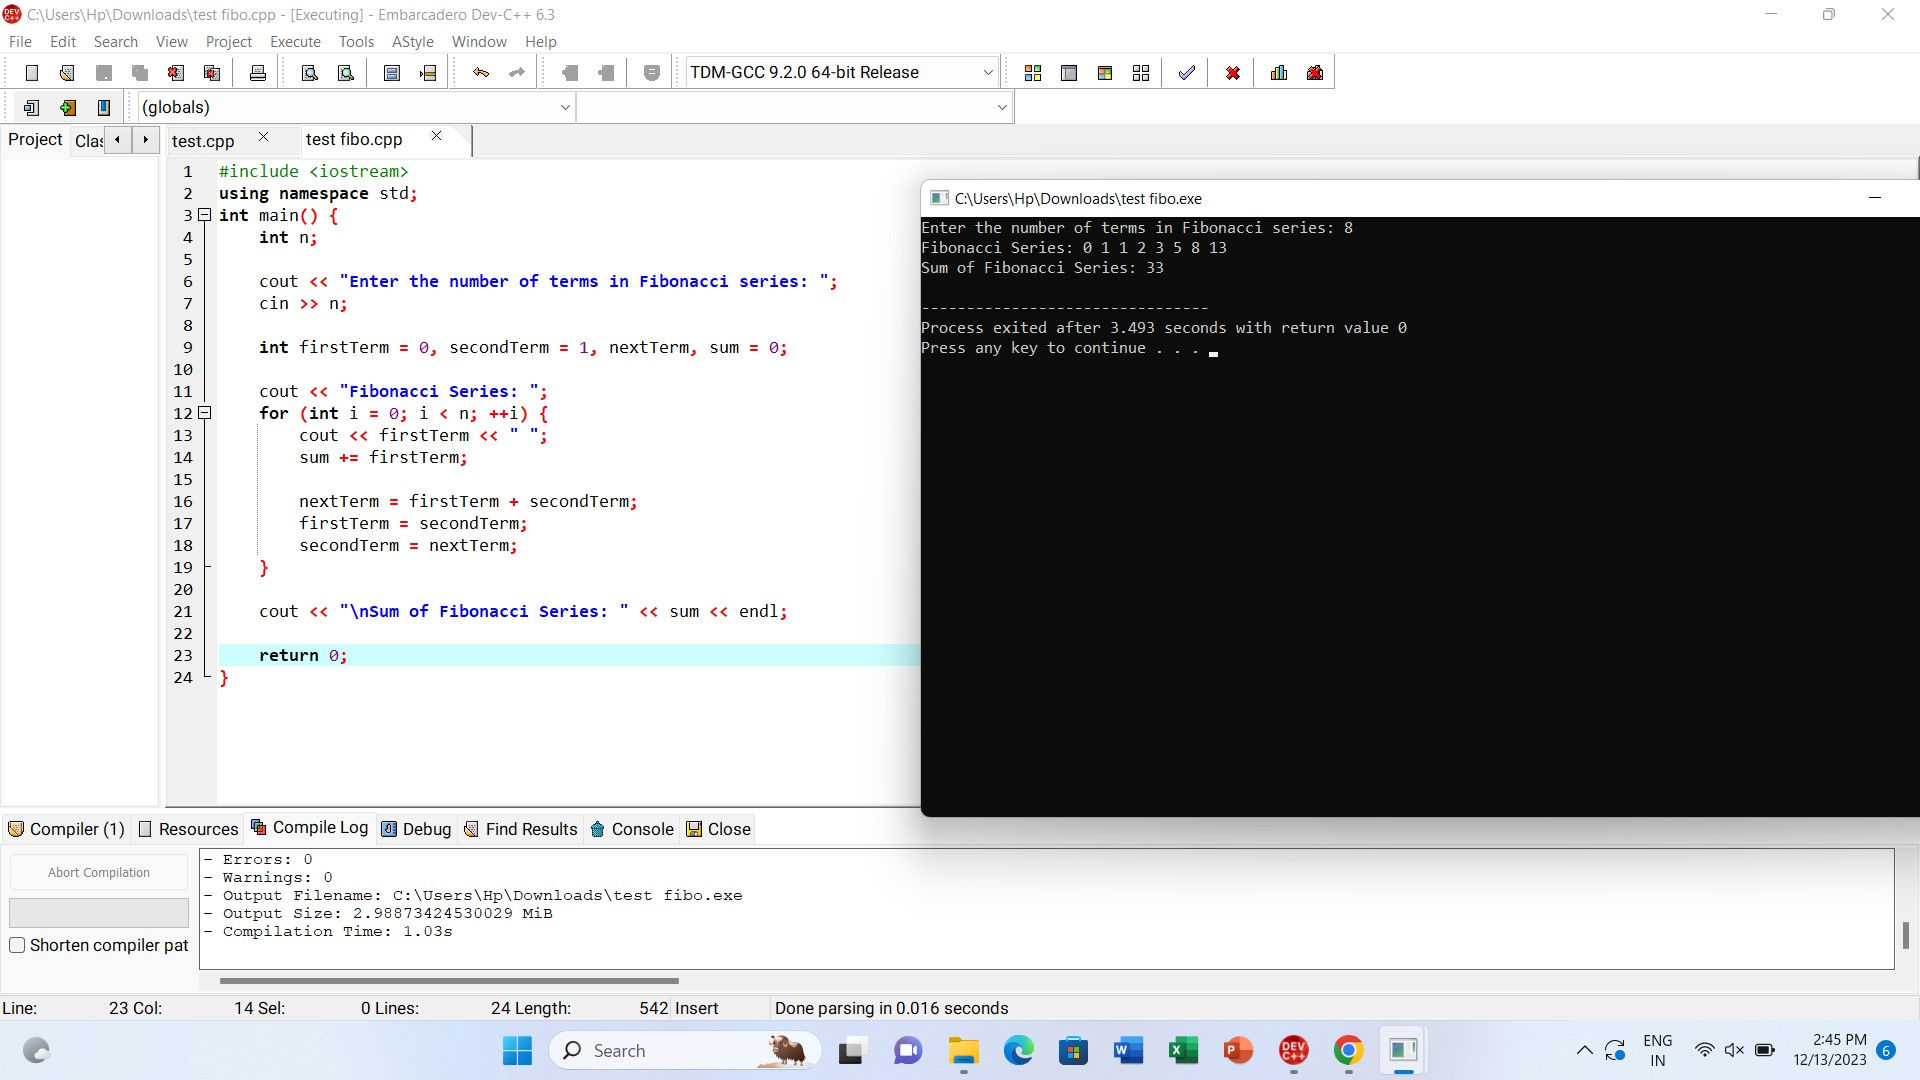 C:\Users\Hp\Downloads\test fibo.cpp - [Executing] - Embarcadero Dev-C++ 6.3
File Edit Search View Project Execute Tools AStyle Window Help
TDM-GCC 9.2.0 64-bit Release
(globals)
Project Clas test.cpp test fibo.cpp
1 #include <iostream>
2 using namespace std;
3 int main() {
4 int n;
5
6 cout << "Enter the number of terms in Fibonacci series: ";
7 cin >> n;
8
9 int firstTerm = 0, secondTerm = 1, nextTerm, sum = 0;
10
11 cout << "Fibonacci Series: ";
12 for (int i = 0; i < n; ++i) {
13 cout << firstTerm << " ";
14 sum += firstTerm;
15
16 nextTerm = firstTerm + secondTerm;
17 firstTerm = secondTerm;
18 secondTerm = nextTerm;
19 }
20
21 cout << "\nSum of Fibonacci Series: " << sum << endl;
22
23 return 0;
24 }
C:\Users\Hp\Downloads\test fibo.exe
Enter the number of terms in Fibonacci series: 8
Fibonacci Series: 0 1 1 2 3 5 8 13
Sum of Fibonacci Series: 33
--------------------------------
Process exited after 3.493 seconds with return value 0
Press any key to continue . . .
Compiler (1) Resources Compile Log Debug Find Results Console Close
Abort Compilation
Shorten compiler pat
- Errors: 0
- Warnings: 0
- Output Filename: C:\Users\Hp\Downloads\test fibo.exe
- Output Size: 2.98873424530029 MiB
- Compilation Time: 1.03s
Line: 23 Col: 14 Sel: 0 Lines: 24 Length: 542 Insert Done parsing in 0.016 seconds
Search
DEV C++
ENG
IN
2:45 PM
12/13/2023
6